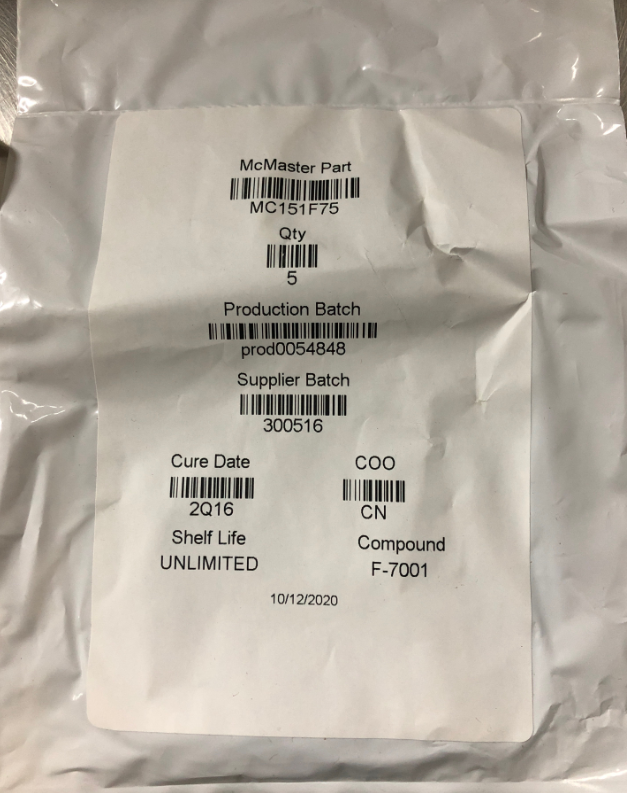 McMaster Part
MC151F75
Qty
5
Production Batch
prod0054848
Supplier Batch
300516
Cure Date COO
2Q16 CN
Shelf Life Compound
UNLIMITED F-7001
10/12/2020